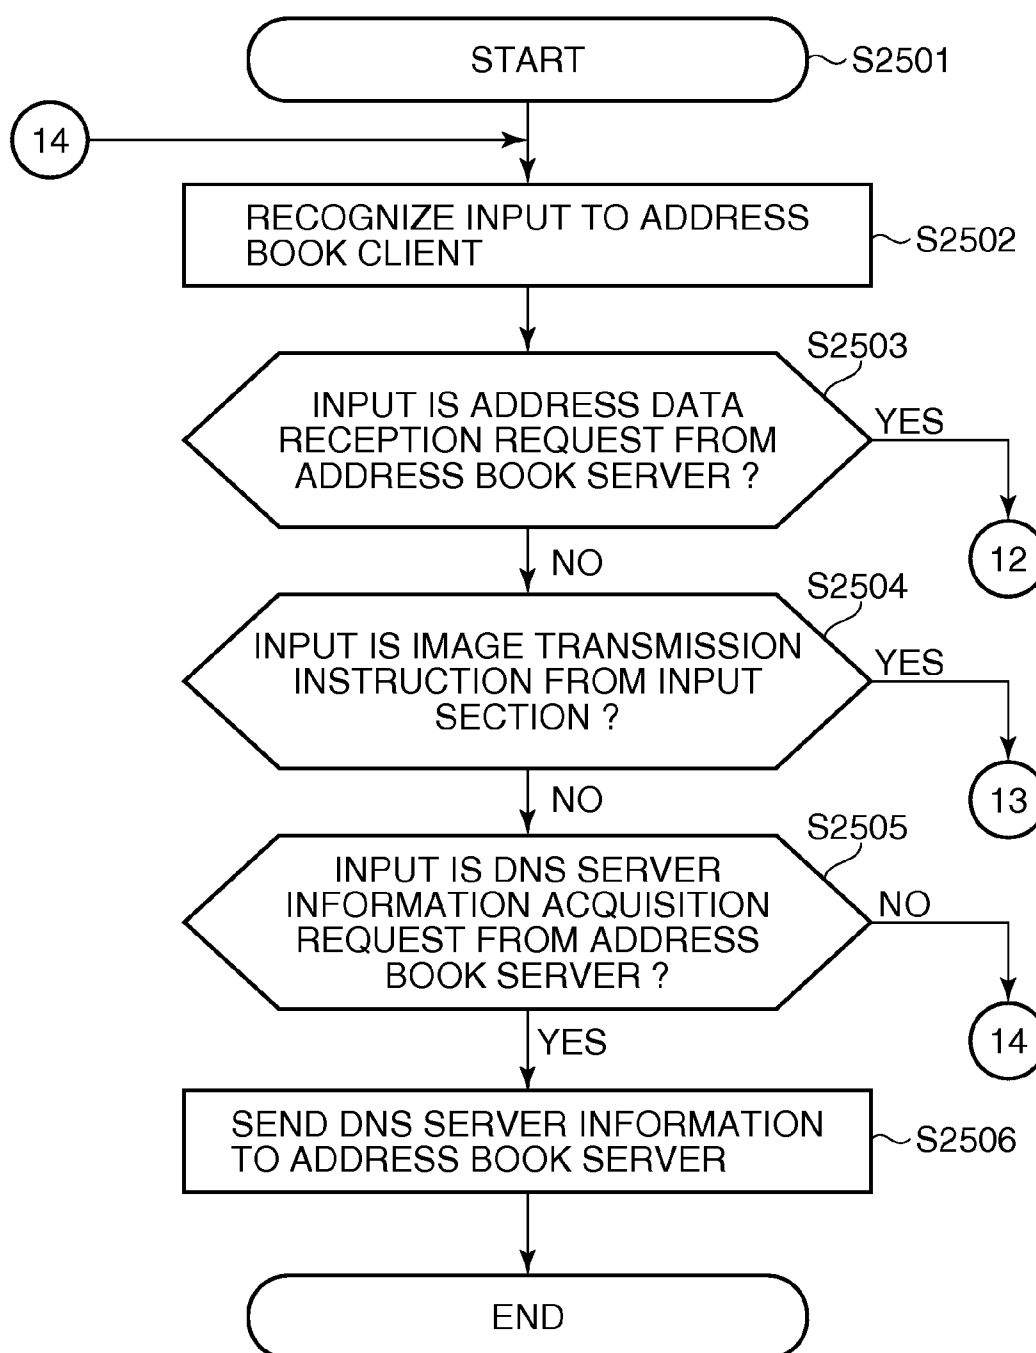 START
S2501
14
RECOGNIZE INPUT TO ADDRESS
BOOK CLIENT
S2502
S2503
INPUT IS ADDRESS DATA
RECEPTION REQUEST FROM
ADDRESS BOOK SERVER ?
YES
12
NO
S2504
INPUT IS IMAGE TRANSMISSION
INSTRUCTION FROM INPUT
SECTION ?
YES
13
NO
S2505
INPUT IS DNS SERVER
INFORMATION ACQUISITION
REQUEST FROM ADDRESS
BOOK SERVER ?
NO
14
YES
SEND DNS SERVER INFORMATION
TO ADDRESS BOOK SERVER
S2506
END